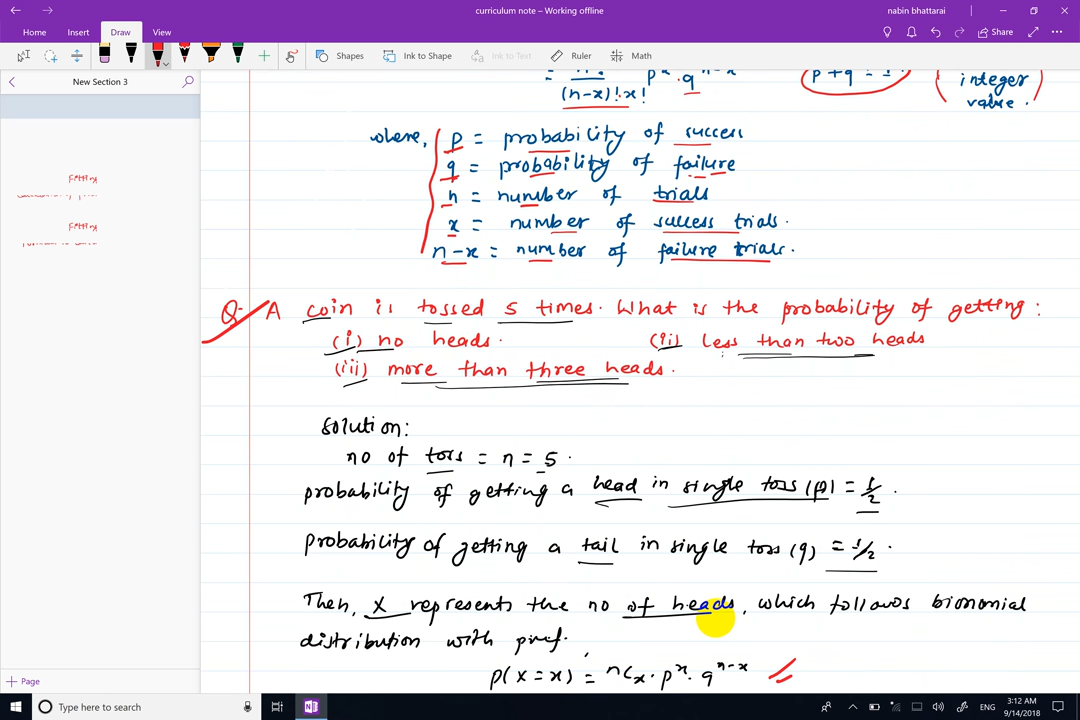 curriculum note – Working offline
nabin bhattarai
Home Insert Draw View
Share
Shapes Ink to Shape Ink to Text Ruler Math
New Section 3
(n-x)! x! p^x . q^n-x
p + q = 1.
integer
value.
where, p = probability of success
q = probability of failure
n = number of trials
x = number of success trials.
n-x = number of failure trials.
Q. A coin is tossed 5 times. What is the probability of getting :
(i) no heads. (ii) less than two heads
(iii) more than three heads.
Solution:
no of toss = n = 5.
probability of getting a head in single toss (p) = 1/2.
Probability of getting a tail in single toss (q) = 1/2.
Then, X represents the no of heads, which follows bionomial
distribution with pmf.
p(X = x) = nCx . p^x . q^n-x
+ Page
Type here to search
ENG
3:12 AM
9/14/2018